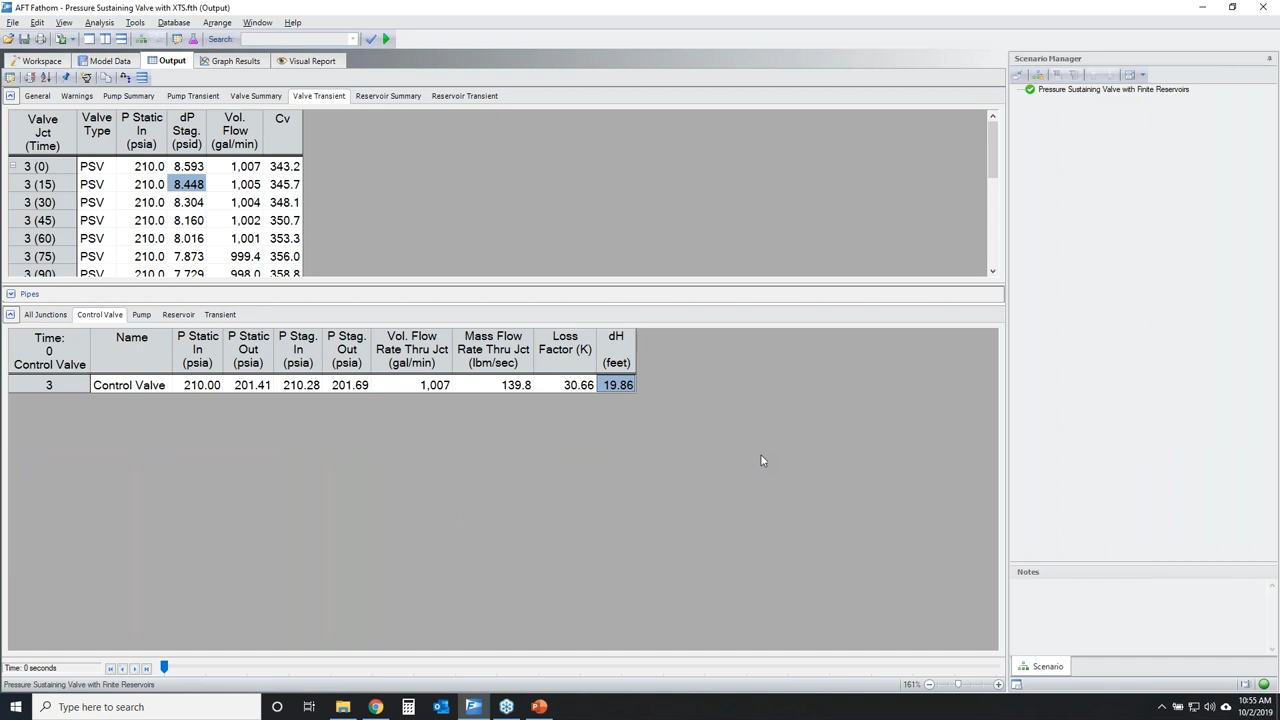 AFT Fathom - Pressure Sustaining Valve with XTS.fth (Output)
File Edit View Analysis Tools Database Arrange Window Help
Search:
Workspace Model Data Output Graph Results Visual Report
General Warnings Pump Summary Pump Transient Valve Summary Valve Transient Reservoir Summary Reservoir Transient
Valve Jct (Time) Valve Type P Static In (psia) dP Stag. (psid) Vol. Flow (gal/min) Cv
3 (0) PSV 210.0 8.593 1,007 343.2
3 (15) PSV 210.0 8.448 1,005 345.7
3 (30) PSV 210.0 8.304 1,004 348.1
3 (45) PSV 210.0 8.160 1,002 350.7
3 (60) PSV 210.0 8.016 1,001 353.3
3 (75) PSV 210.0 7.873 999.4 356.0
3 (90) PSV 210.0 7.729 998.0 358.8
Pipes
All Junctions Control Valve Pump Reservoir Transient
Time: 0 Control Valve Name P Static In (psia) P Static Out (psia) P Stag. In (psia) P Stag. Out (psia) Vol. Flow Rate Thru Jct (gal/min) Mass Flow Rate Thru Jct (lbm/sec) Loss Factor (K) dH (feet)
3 Control Valve 210.00 201.41 210.28 201.69 1,007 139.8 30.66 19.86
Time: 0 seconds
Pressure Sustaining Valve with Finite Reservoirs
161%
Scenario Manager
Pressure Sustaining Valve with Finite Reservoirs
Notes
Scenario
Type here to search
10:55 AM
10/2/2019